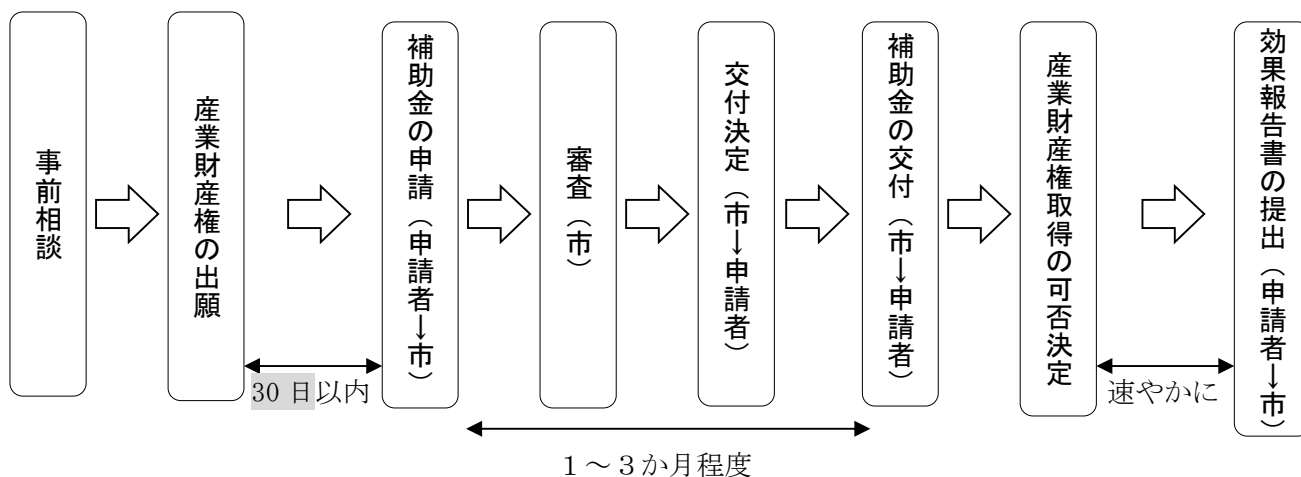 事前相談
産業財産権の出願
補助金の申請（申請者→市）
審査（市）
交付決定（市→申請者）
補助金の交付（市→申請者）
産業財産権取得の可否決定
効果報告書の提出（申請者→市）
30 日以内
速やかに
１～３か月程度